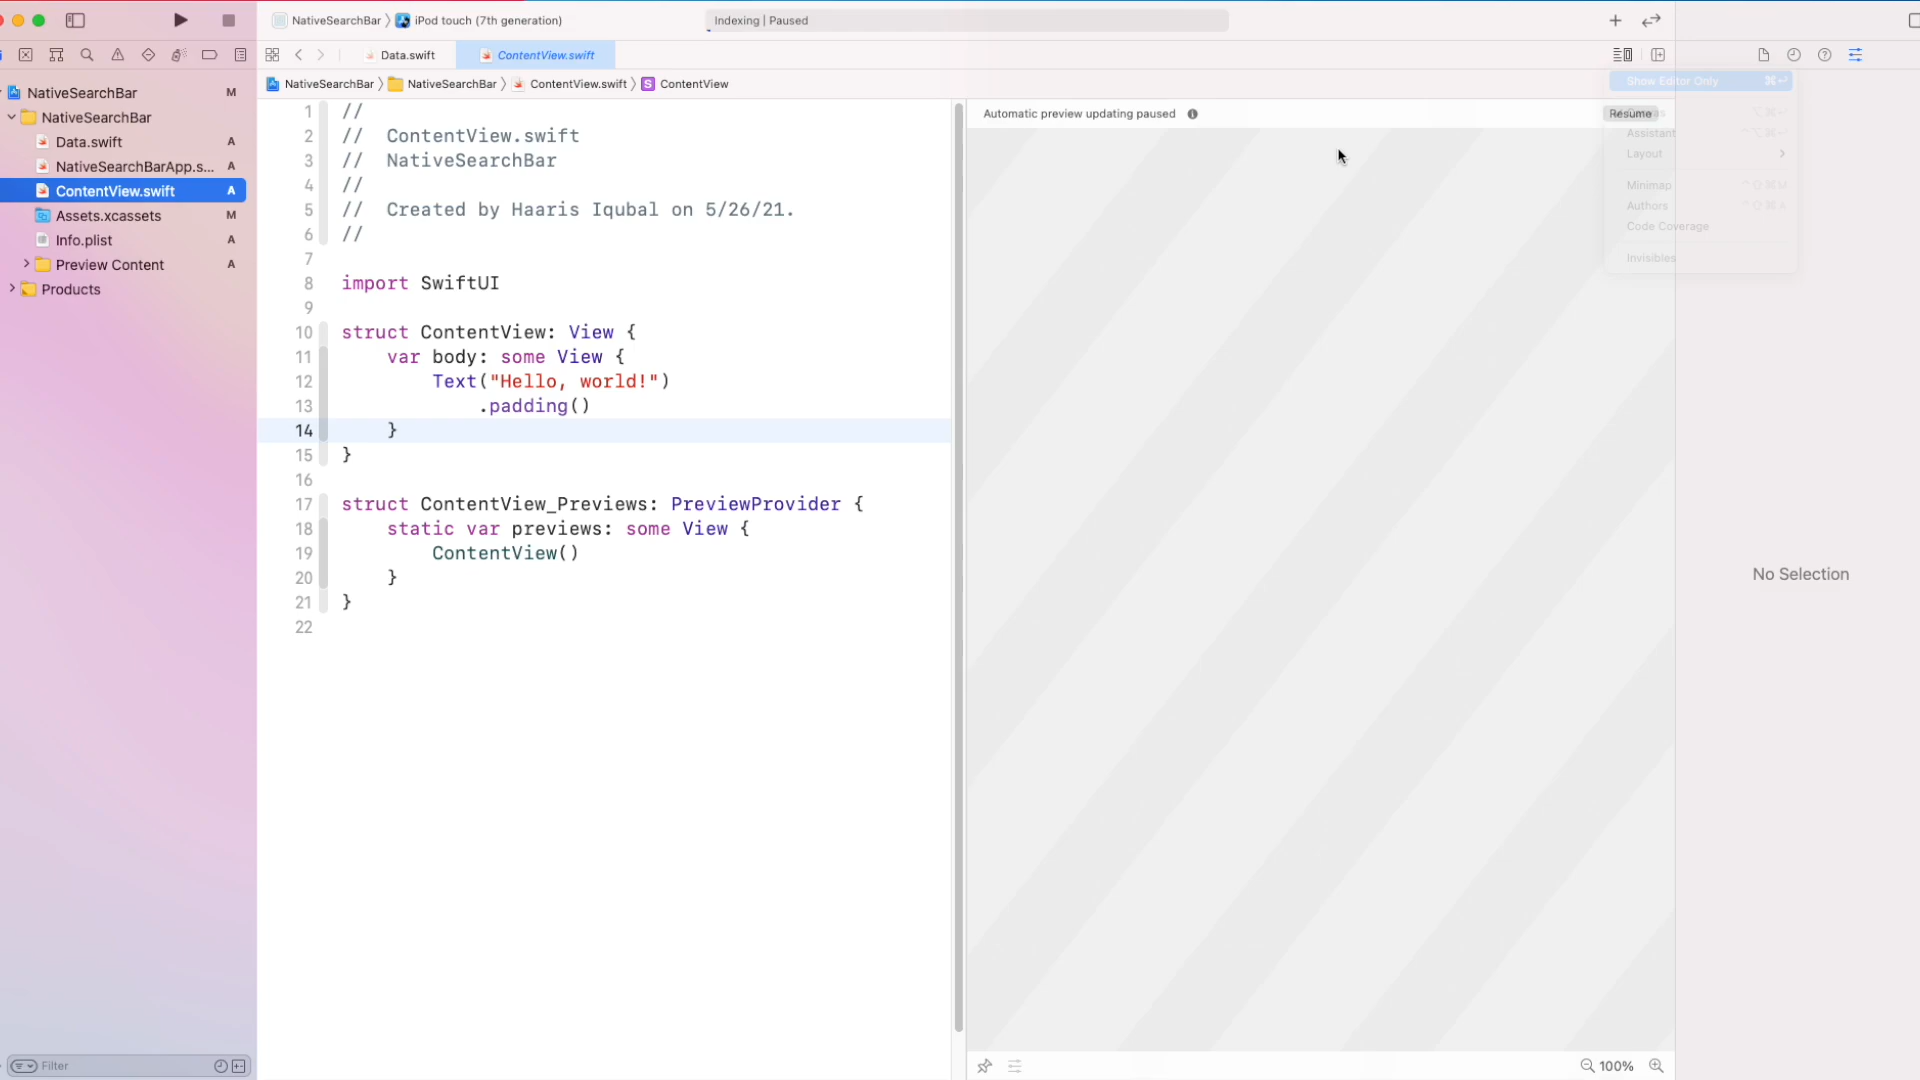 NativeSearchBar 〉 iPod touch (7th generation)
Indexing | Paused
Data.swift
ContentView.swift
NativeSearchBar 〉 NativeSearchBar 〉 ContentView.swift 〉 S ContentView
NativeSearchBar M
NativeSearchBar
Data.swift A
NativeSearchBarApp.s... A
ContentView.swift A
Assets.xcassets M
Info.plist A
Preview Content A
Products
Filter
1 //
2 //  ContentView.swift
3 //  NativeSearchBar
4 //
5 //  Created by Haaris Iqubal on 5/26/21.
6 //
7
8 import SwiftUI
9
10 struct ContentView: View {
11     var body: some View {
12         Text("Hello, world!")
13             .padding()
14     }
15 }
16
17 struct ContentView_Previews: PreviewProvider {
18     static var previews: some View {
19         ContentView()
20     }
21 }
22
Automatic preview updating paused
Resume
Show Editor Only ⌘↩
Assistant
Layout
Minimap ⌃⇧⌘M
Authors ⌃⇧⌘A
Code Coverage
Invisibles
No Selection
100%